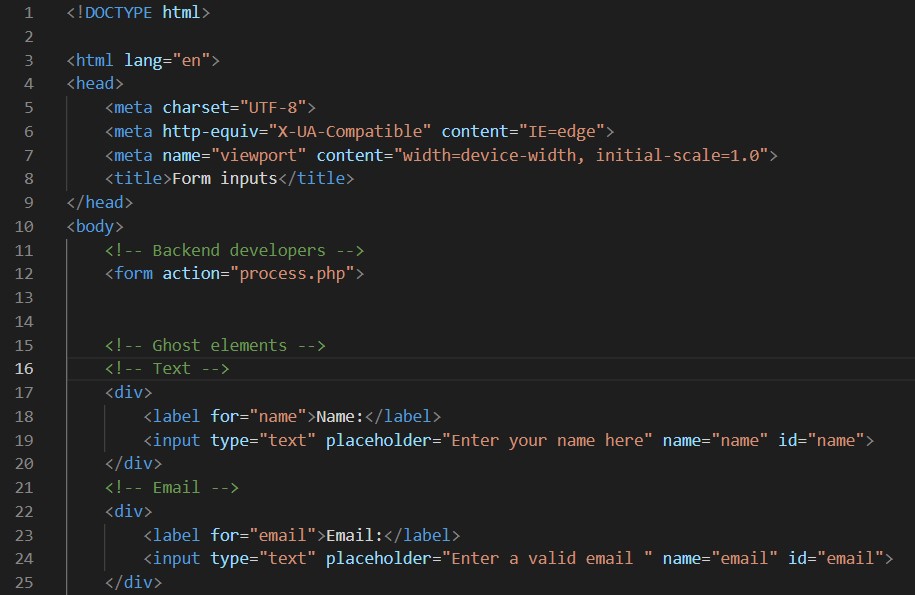 1 <!DOCTYPE html>
2
3 <html lang="en">
4 <head>
5     <meta charset="UTF-8">
6     <meta http-equiv="X-UA-Compatible" content="IE=edge">
7     <meta name="viewport" content="width=device-width, initial-scale=1.0">
8     <title>Form inputs</title>
9 </head>
10 <body>
11     <!-- Backend developers -->
12     <form action="process.php">
13
14
15     <!-- Ghost elements -->
16     <!-- Text -->
17     <div>
18         <label for="name">Name:</label>
19         <input type="text" placeholder="Enter your name here" name="name" id="name">
20     </div>
21     <!-- Email -->
22     <div>
23         <label for="email">Email:</label>
24         <input type="text" placeholder="Enter a valid email " name="email" id="email">
25     </div>